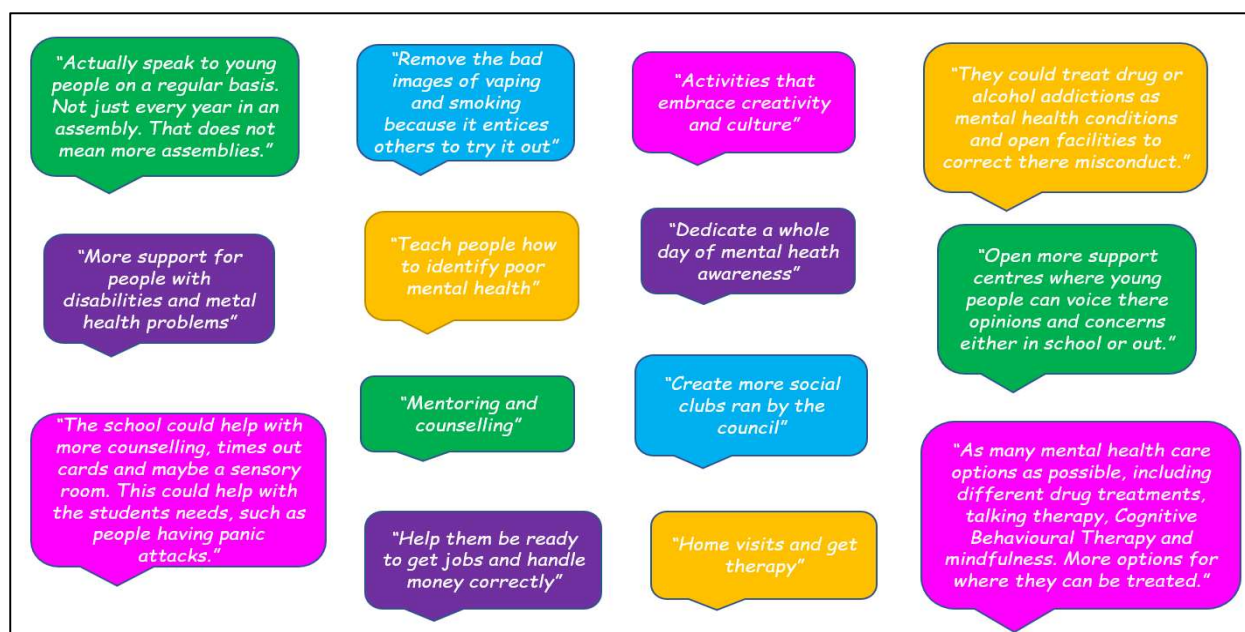 “Actually speak to young
people on a regular basis.
Not just every year in an
assembly. That does not
mean more assemblies.”
“Remove the bad
images of vaping
and smoking
because it entices
others to try it out”
“Activities that
embrace creativity
and culture”
“They could treat drug or
alcohol addictions as
mental health conditions
and open facilities to
correct there misconduct.”
“More support for
people with
disabilities and metal
health problems”
“Teach people how
to identify poor
mental health”
“Dedicate a whole
day of mental heath
awareness”
“Open more support
centres where young
people can voice there
opinions and concerns
either in school or out.”
“Mentoring and
counselling”
“Create more social
clubs ran by the
council”
“The school could help with
more counselling, times out
cards and maybe a sensory
room. This could help with
the students needs, such as
people having panic
attacks.”
“Help them be ready
to get jobs and handle
money correctly”
“Home visits and get
therapy”
“As many mental health care
options as possible, including
different drug treatments,
talking therapy, Cognitive
Behavioural Therapy and
mindfulness. More options for
where they can be treated.”